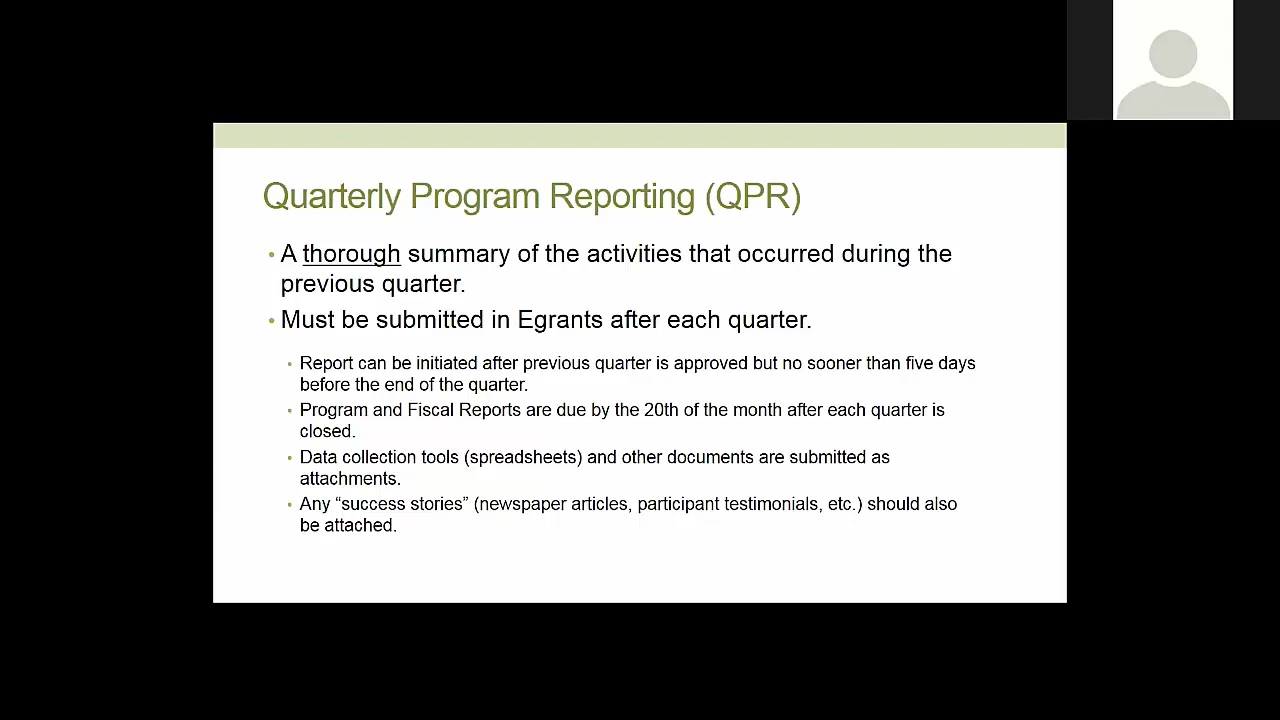 Quarterly Program Reporting (QPR)
• A thorough summary of the activities that occurred during the
previous quarter.
• Must be submitted in Egrants after each quarter.
• Report can be initiated after previous quarter is approved but no sooner than five days
before the end of the quarter.
• Program and Fiscal Reports are due by the 20th of the month after each quarter is
closed.
• Data collection tools (spreadsheets) and other documents are submitted as
attachments.
• Any “success stories” (newspaper articles, participant testimonials, etc.) should also
be attached.